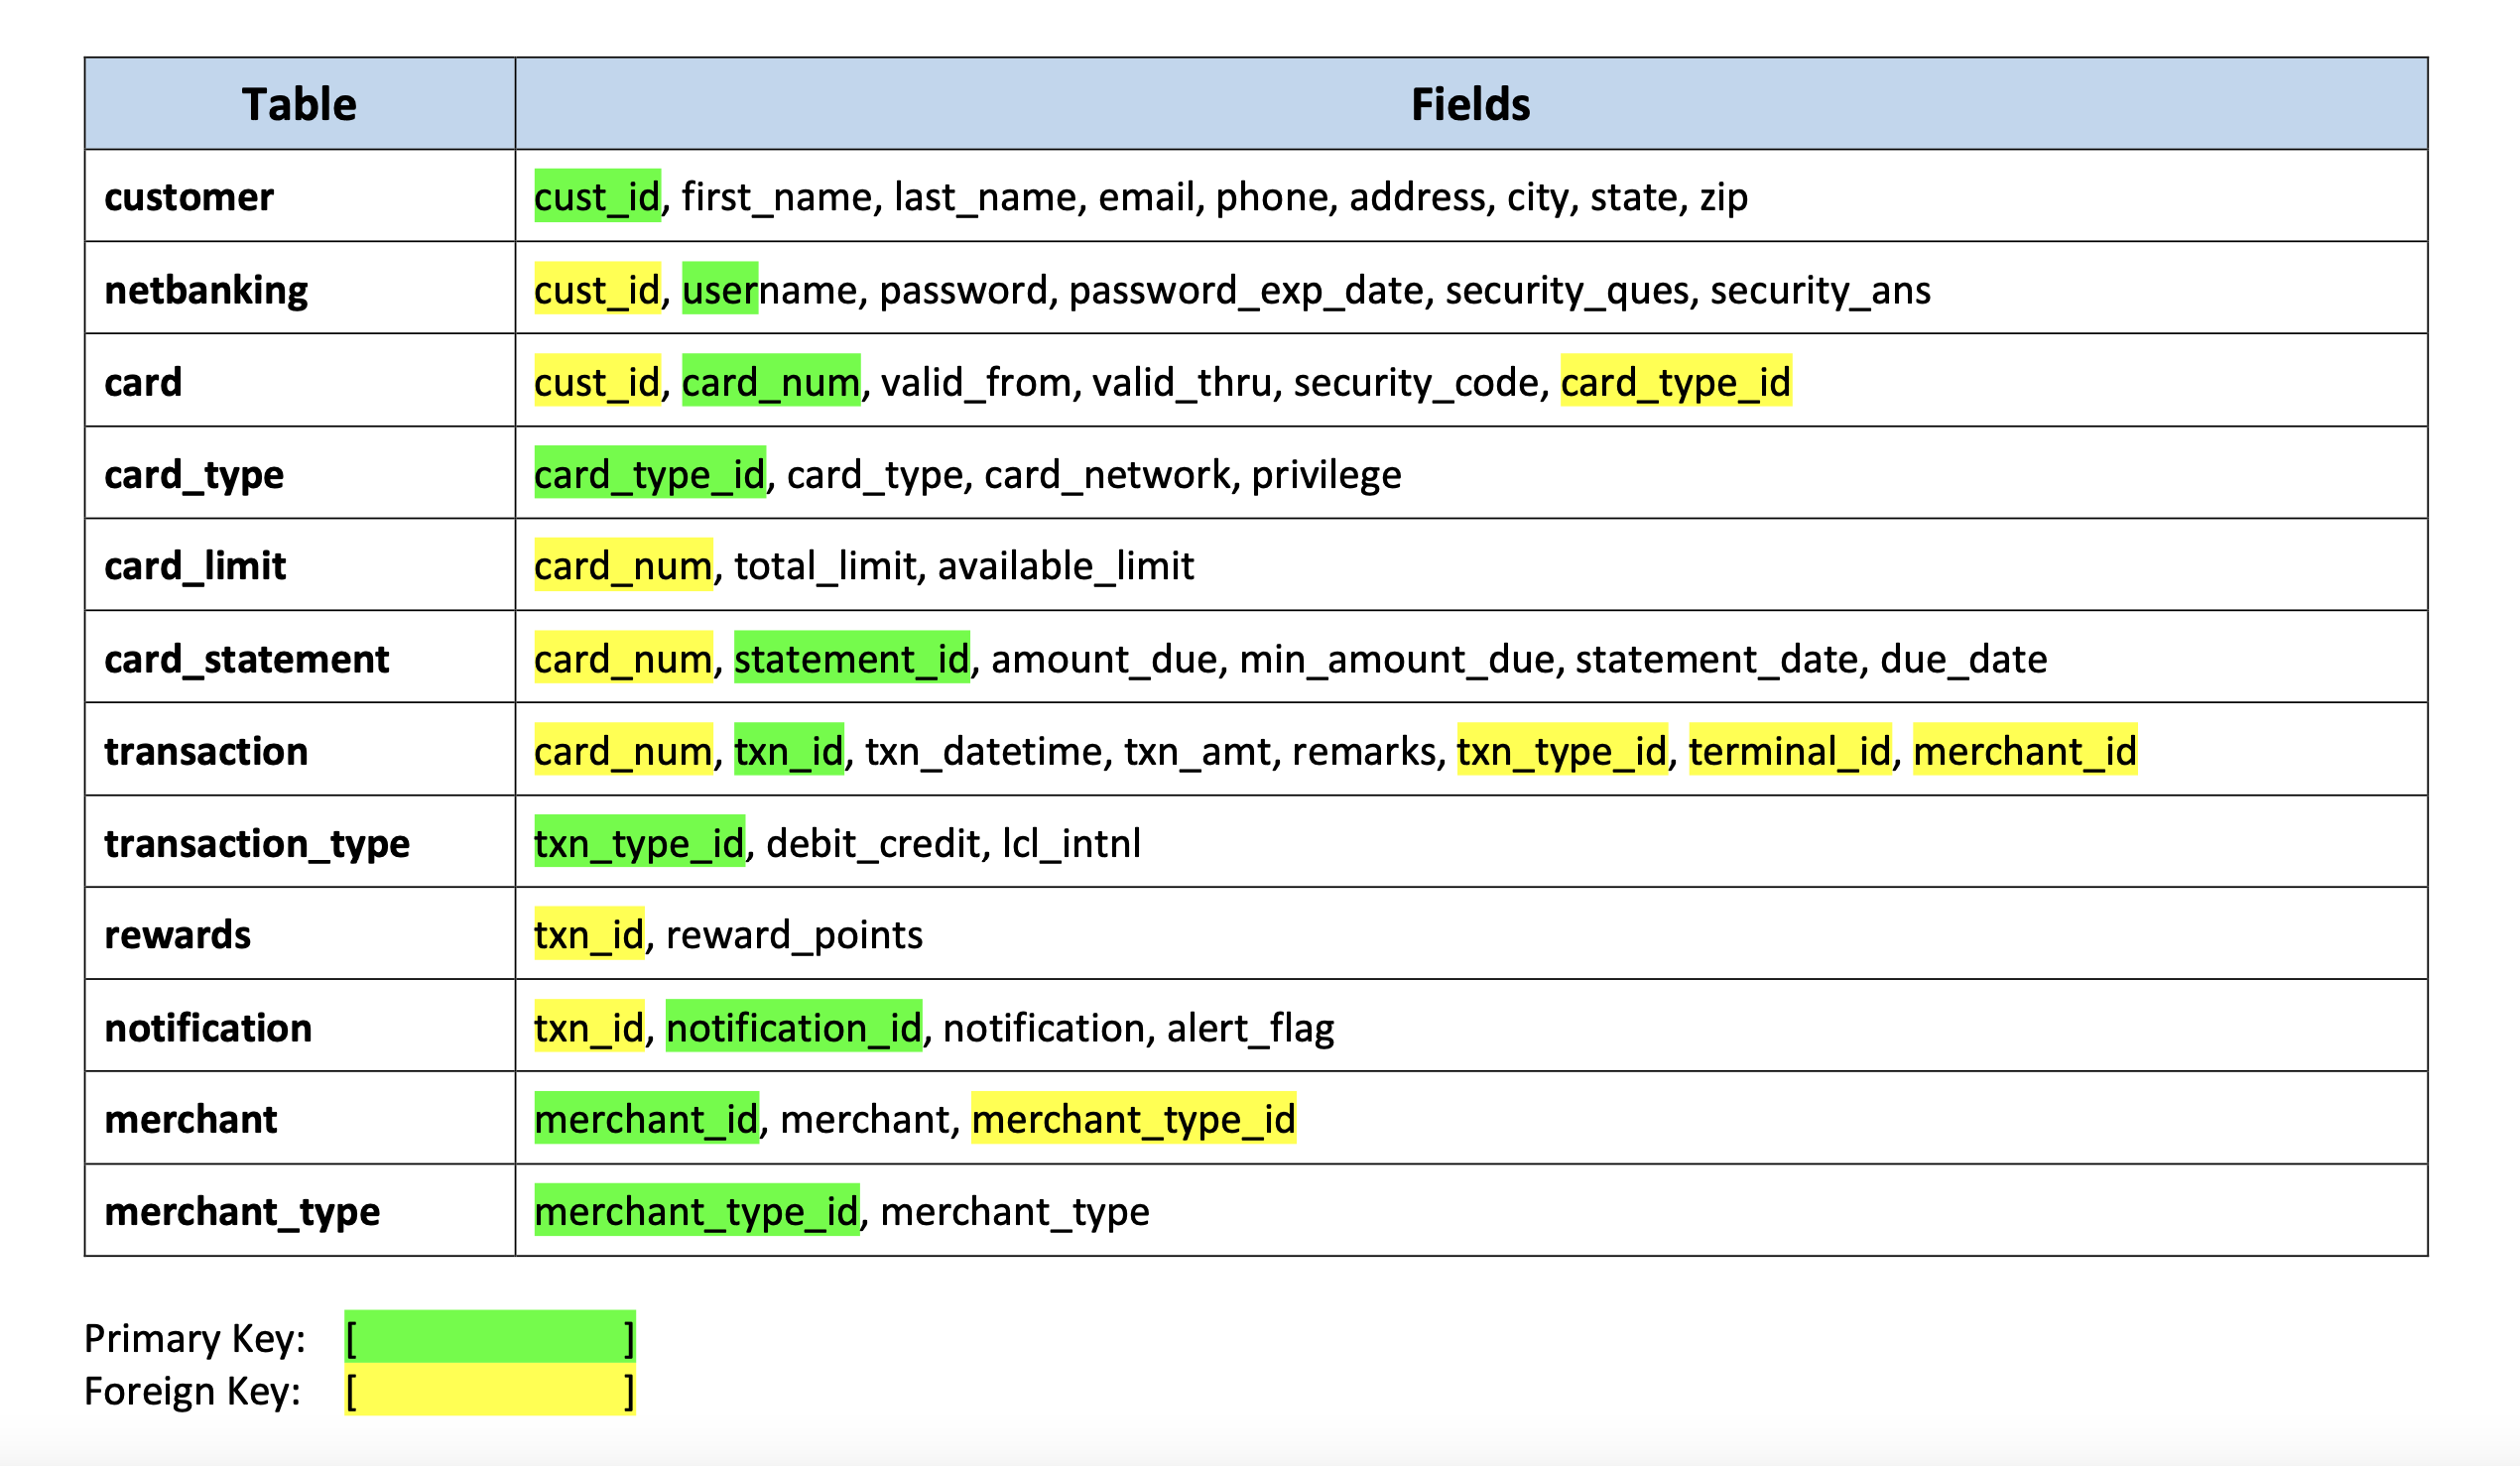 Table Fields
customer cust_id, first_name, last_name, email, phone, address, city, state, zip
netbanking cust_id, username, password, password_exp_date, security_ques, security_ans
card cust_id, card_num, valid_from, valid_thru, security_code, card_type_id
card_type card_type_id, card_type, card_network, privilege
card_limit card_num, total_limit, available_limit
card_statement card_num, statement_id, amount_due, min_amount_due, statement_date, due_date
transaction card_num, txn_id, txn_datetime, txn_amt, remarks, txn_type_id, terminal_id, merchant_id
transaction_type txn_type_id, debit_credit, lcl_intnl
rewards txn_id, reward_points
notification txn_id, notification_id, notification, alert_flag
merchant merchant_id, merchant, merchant_type_id
merchant_type merchant_type_id, merchant_type
Primary Key: [ ]
Foreign Key: [ ]